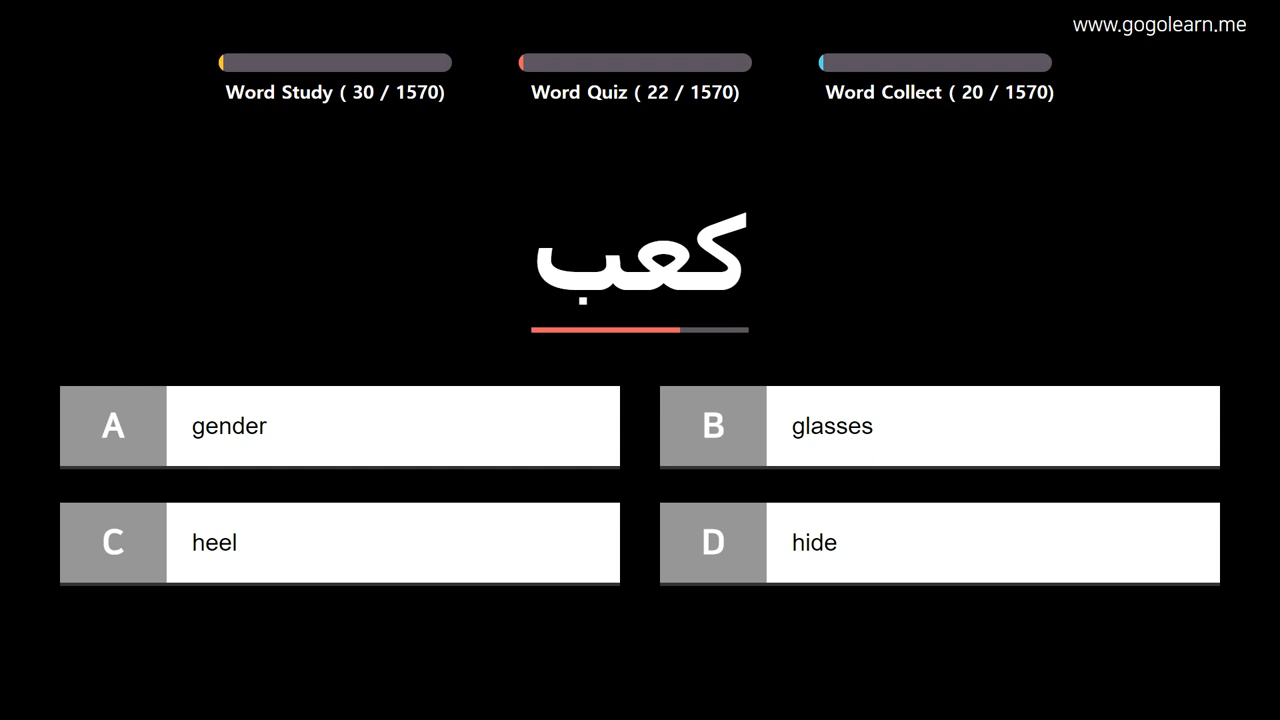 www.gogolearn.me
Word Study ( 30 / 1570)
Word Quiz ( 22 / 1570)
Word Collect ( 20 / 1570)
كعب
A gender
B glasses
C heel
D hide